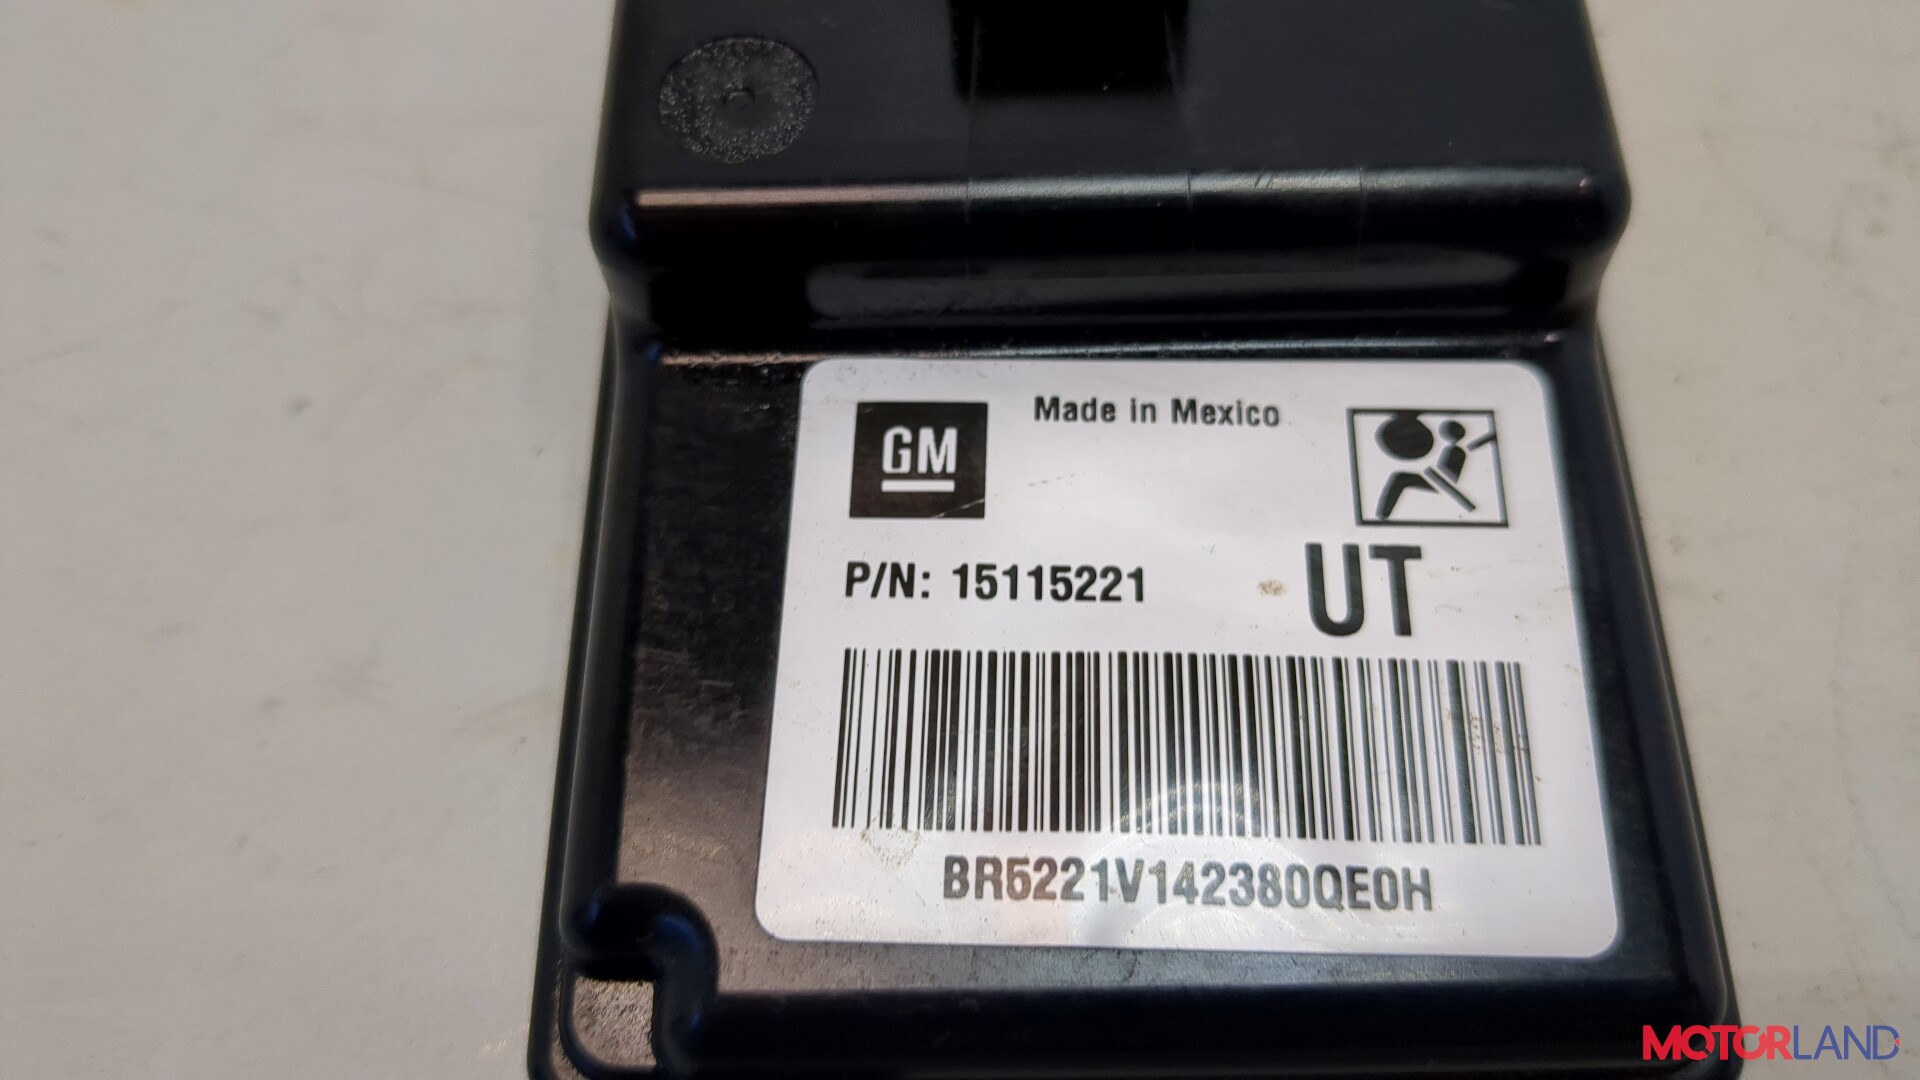 Made in Mexico
GM
P/N: 15115221
UT
BR5221V142380QE0H
MOTORLAND